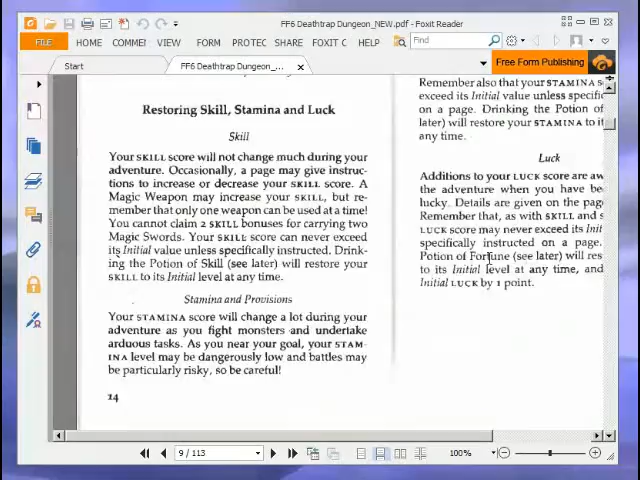 FF6 Deathtrap Dungeon_NEW.pdf - Foxit Reader
FILE HOME COMMEI VIEW FORM PROTEC SHARE FOXIT C HELP Find
Start FF6 Deathtrap Dungeon_... Free Form Publishing
Restoring Skill, Stamina and Luck
Skill
Your SKILL score will not change much during your
adventure. Occasionally, a page may give instruc-
tions to increase or decrease your SKILL score. A
Magic Weapon may increase your SKILL, but re-
member that only one weapon can be used at a time!
You cannot claim 2 SKILL bonuses for carrying two
Magic Swords. Your SKILL score can never exceed
its Initial value unless specifically instructed. Drink-
ing the Potion of Skill (see later) will restore your
SKILL to its Initial level at any time.
Stamina and Provisions
Your STAMINA score will change a lot during your
adventure as you fight monsters and undertake
arduous tasks. As you near your goal, your STAM-
INA level may be dangerously low and battles may
be particularly risky, so be careful!
14
Remember also that your STAMINA s
exceed its Initial value unless specific
on a page. Drinking the Potion of
later) will restore your STAMINA to it
any time.
Luck
Additions to your LUCK score are aw
the adventure when you have be
lucky. Details are given on the page
Remember that, as with SKILL and s
LUCK score may never exceed its Init
specifically instructed on a page.
Potion of Fortune (see later) will res
to its Initial level at any time, and
Initial LUCK by 1 point.
9 / 113 100%